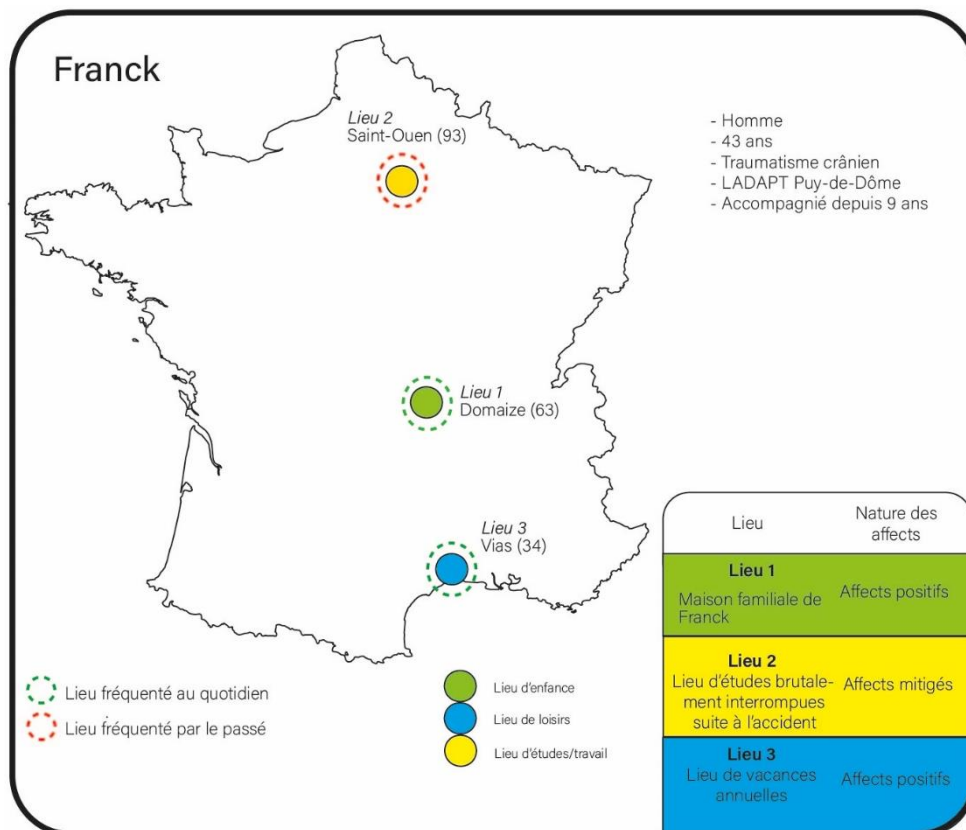 Franck
- Homme
- 43 ans
- Traumatisme crânien
- LADAPT Puy-de-Dôme
- Accompagné depuis 9 ans
Lieu 2
Saint-Ouen (93)
Lieu 1
Domaize (63)
Lieu 3
Vias (34)
Lieu fréquenté au quotidien
Lieu fréquenté par le passé
Lieu d'enfance
Lieu de loisirs
Lieu d'études/travail
Lieu
Nature des
affects
Lieu 1
Maison familiale de
Franck
Affects positifs
Lieu 2
Lieu d'études brutale-
ment interrompues
suite à l'accident
Affects mitigés
Lieu 3
Lieu de vacances
annuelles
Affects positifs